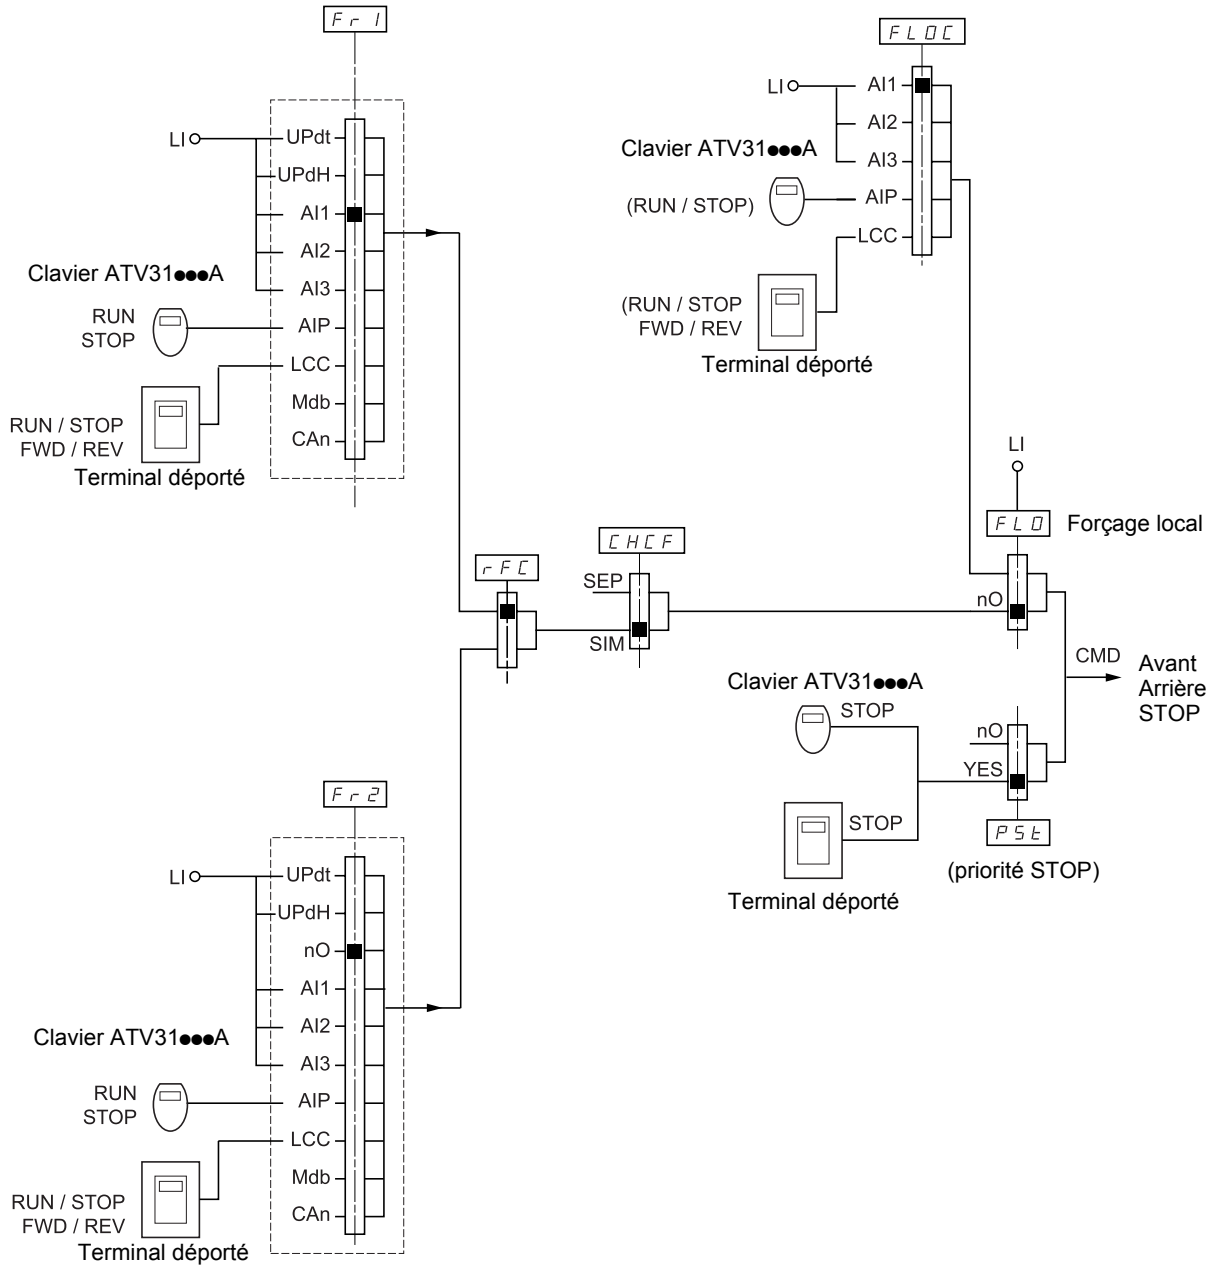 Fr1
LI
UPdt
UPdH
AI1
AI2
AI3
AIP
LCC
Mdb
CAn
Clavier ATV31●●●A
RUN
STOP
RUN / STOP
FWD / REV
Terminal déporté
FLOC
LI
AI1
AI2
AI3
AIP
LCC
Clavier ATV31●●●A
(RUN / STOP)
(RUN / STOP
FWD / REV
Terminal déporté
LI
FLO
Forçage local
nO
rFC
CHCF
SEP
SIM
CMD
Avant
Arrière
STOP
Clavier ATV31●●●A
STOP
nO
YES
STOP
PSt
(priorité STOP)
Terminal déporté
Fr2
LI
UPdt
UPdH
nO
AI1
AI2
AI3
AIP
LCC
Mdb
CAn
Clavier ATV31●●●A
RUN
STOP
RUN / STOP
FWD / REV
Terminal déporté